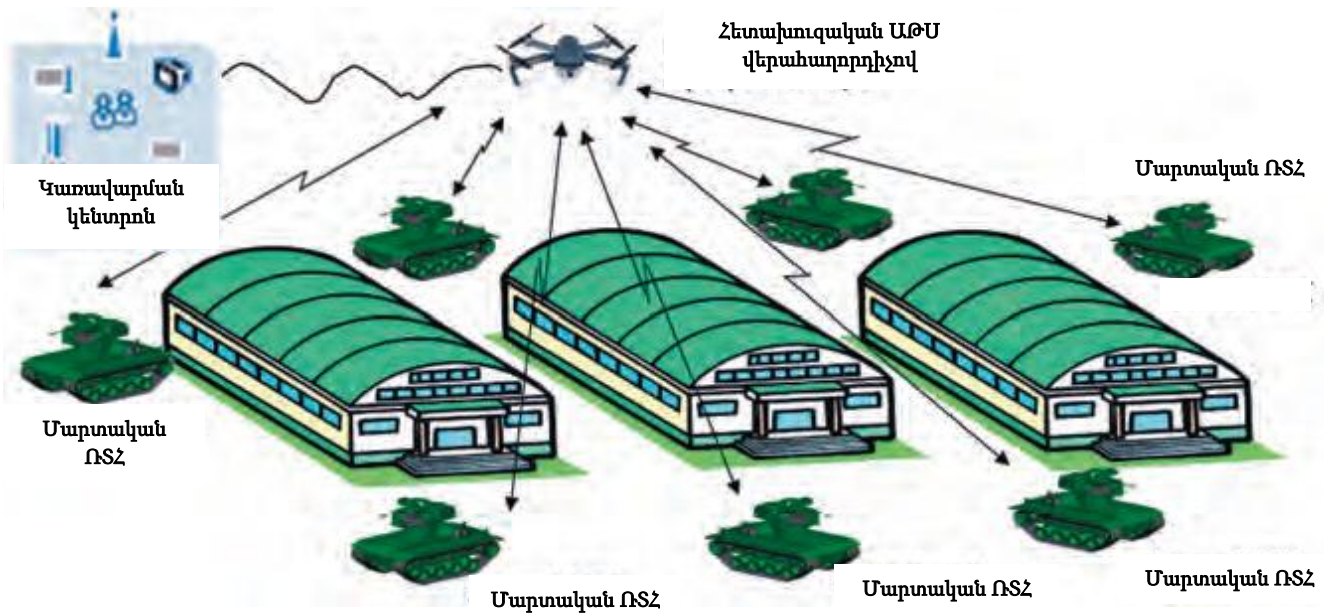 Հետախուզական ԱԹՍ
վերահաղորդիչով
Մարտական ՌՏՀ
Կառավարման
կենտրոն
Մարտական
ՌՏՀ
Մարտական ՌՏՀ
Մարտական ՌՏՀ
Մարտական ՌՏՀ